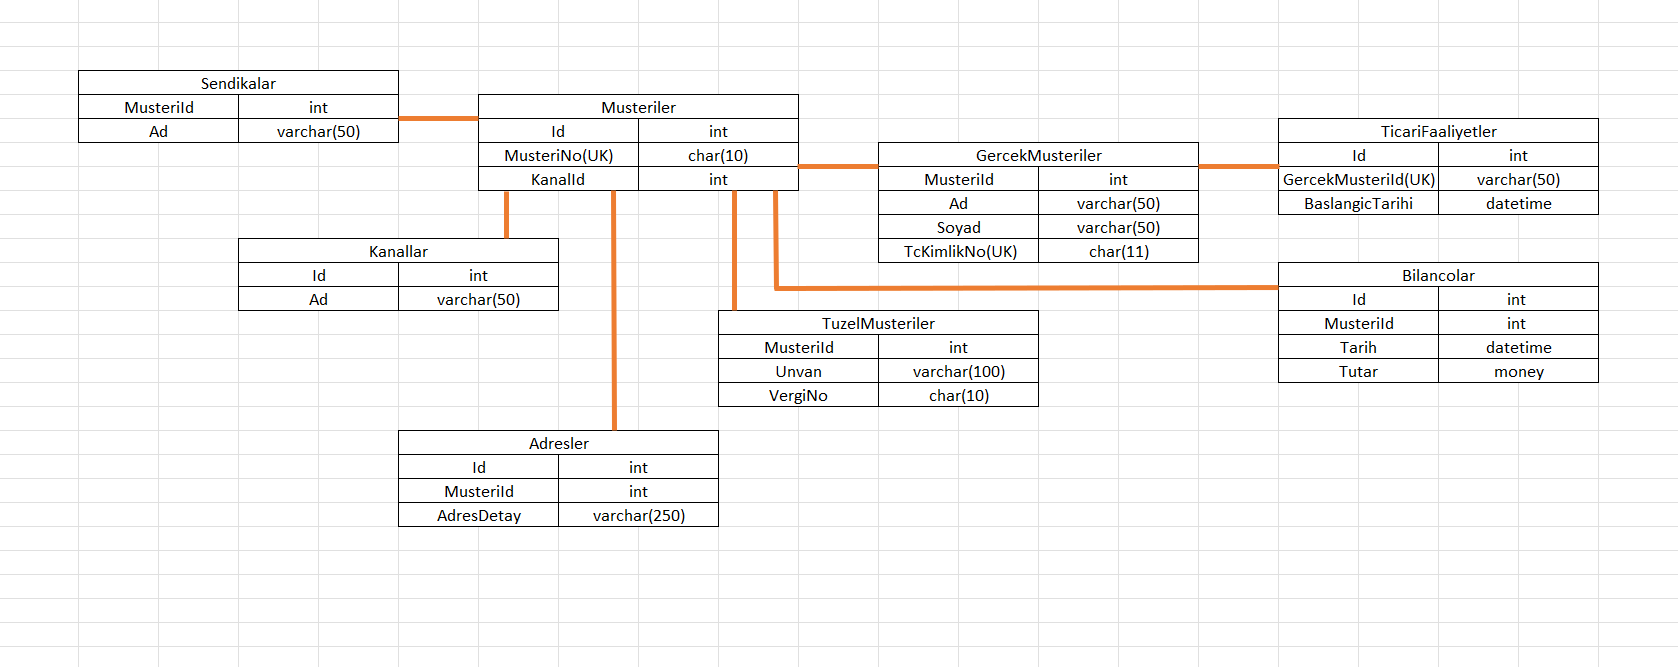 Sendikalar
MusteriId int
Ad varchar(50)
Musteriler
Id int
MusteriNo(UK) char(10)
KanalId int
GercekMusteriler
MusteriId int
Ad varchar(50)
Soyad varchar(50)
TcKimlikNo(UK) char(11)
TicariFaaliyetler
Id int
GercekMusteriId(UK) varchar(50)
BaslangicTarihi datetime
Kanallar
Id int
Ad varchar(50)
Bilancolar
Id int
MusteriId int
Tarih datetime
Tutar money
TuzelMusteriler
MusteriId int
Unvan varchar(100)
VergiNo char(10)
Adresler
Id int
MusteriId int
AdresDetay varchar(250)